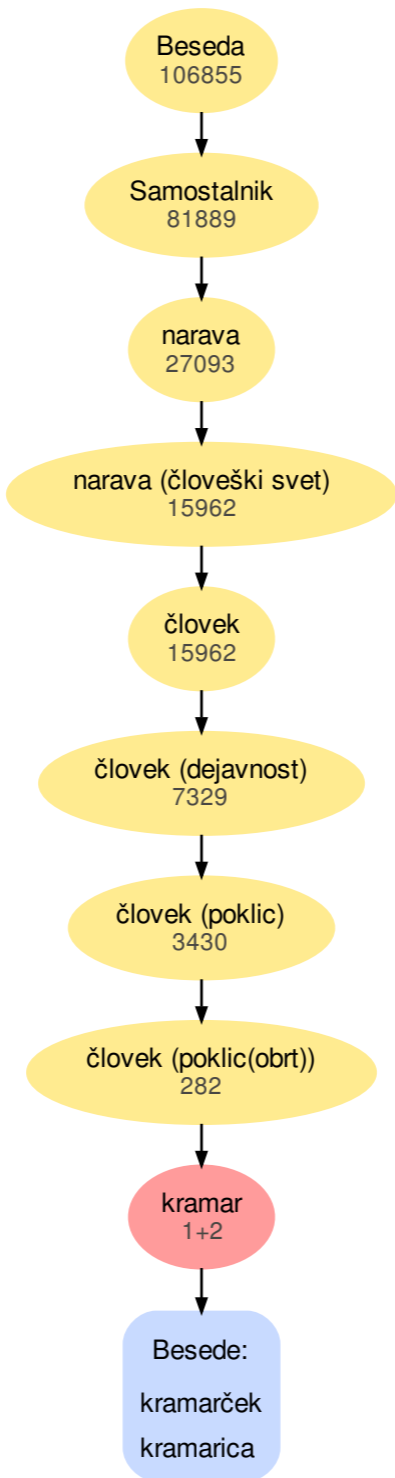 Beseda
106855
Samostalnik
81889
narava
27093
narava (človeški svet)
15962
človek
15962
človek (dejavnost)
7329
človek (poklic)
3430
človek (poklic(obrt))
282
kramar
1+2
Besede:
kramarček
kramarica